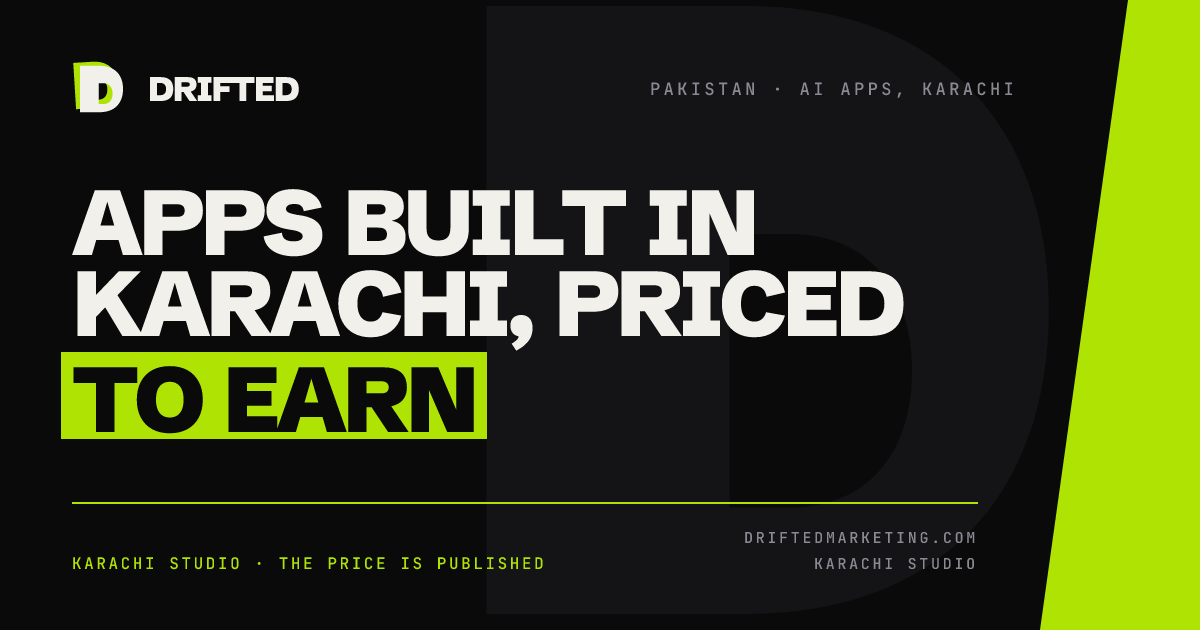 DRIFTED
PAKISTAN · AI APPS, KARACHI
APPS BUILT IN
KARACHI, PRICED
TO EARN
DRIFTEDMARKETING.COM
KARACHI STUDIO · THE PRICE IS PUBLISHED
KARACHI STUDIO